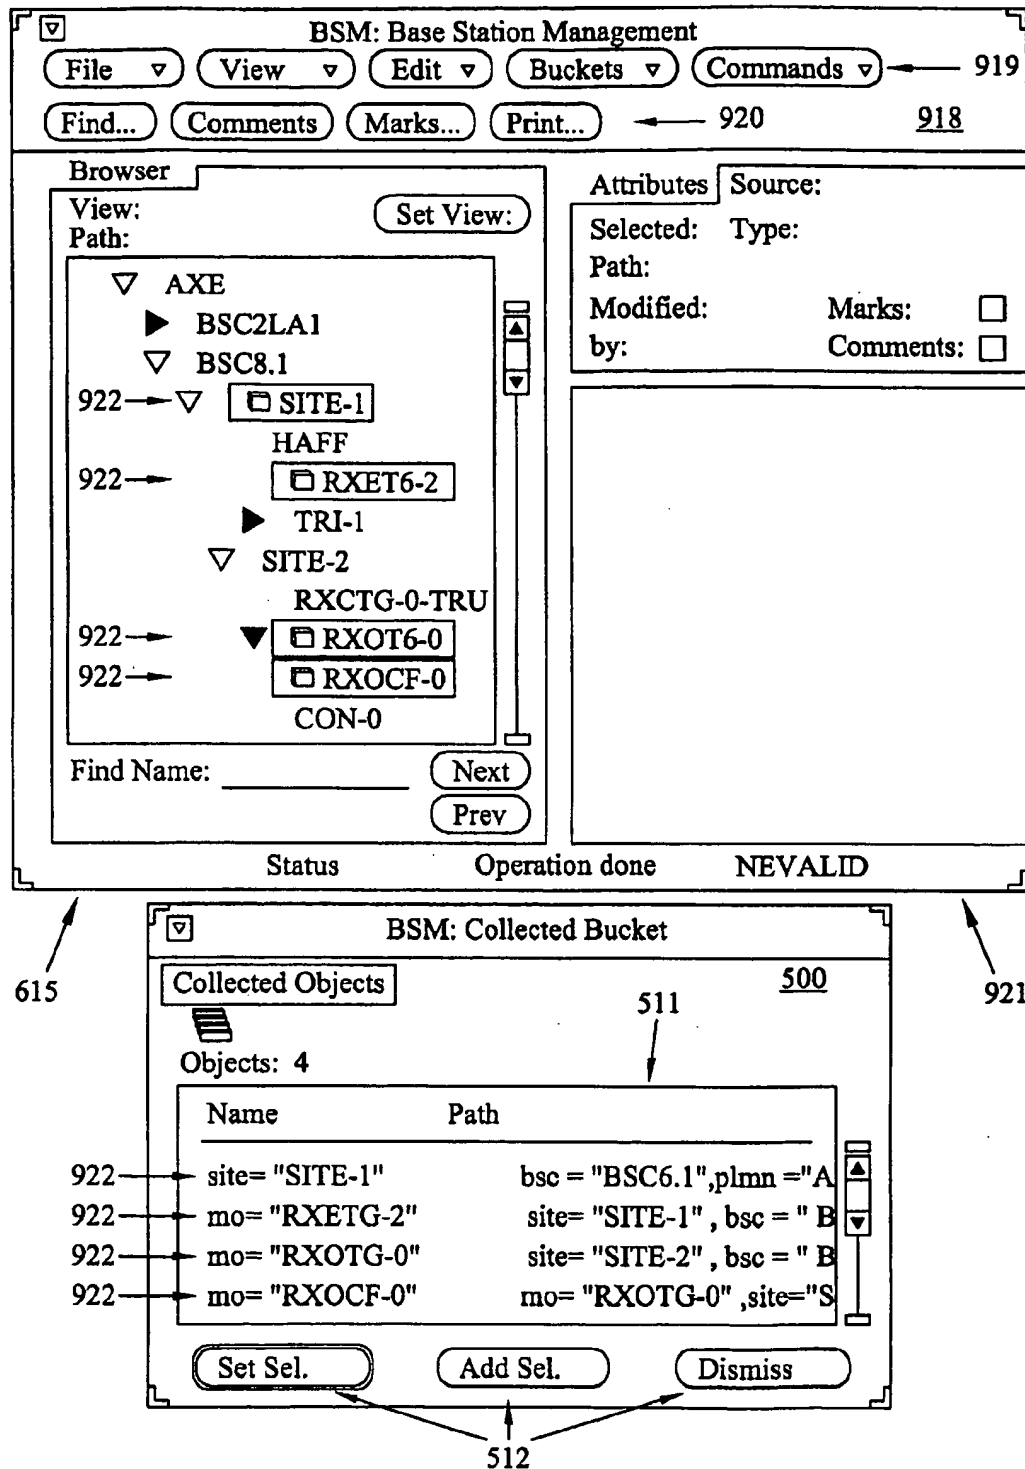 BSM: Base Station Management
File View Edit Buckets Commands 919
Find... Comments Marks... Print... 920 918
Browser
View: Set View:
Path:
AXE
BSC2LA1
BSC8.1
922 SITE-1
HAFF
922 RXET6-2
TRI-1
SITE-2
RXCTG-0-TRU
922 RXOT6-0
922 RXOCF-0
CON-0
Find Name: Next
Prev
Attributes Source:
Selected: Type:
Path:
Modified: Marks:
by: Comments:
Status Operation done NEVALID
615
921
BSM: Collected Bucket
Collected Objects 500
511
Objects: 4
Name Path
922 site= "SITE-1" bsc = "BSC6.1",plmn ="A
922 mo= "RXETG-2" site= "SITE-1" , bsc = " B
922 mo= "RXOTG-0" site= "SITE-2" , bsc = " B
922 mo= "RXOCF-0" mo= "RXOTG-0" ,site="S
Set Sel. Add Sel. Dismiss
512